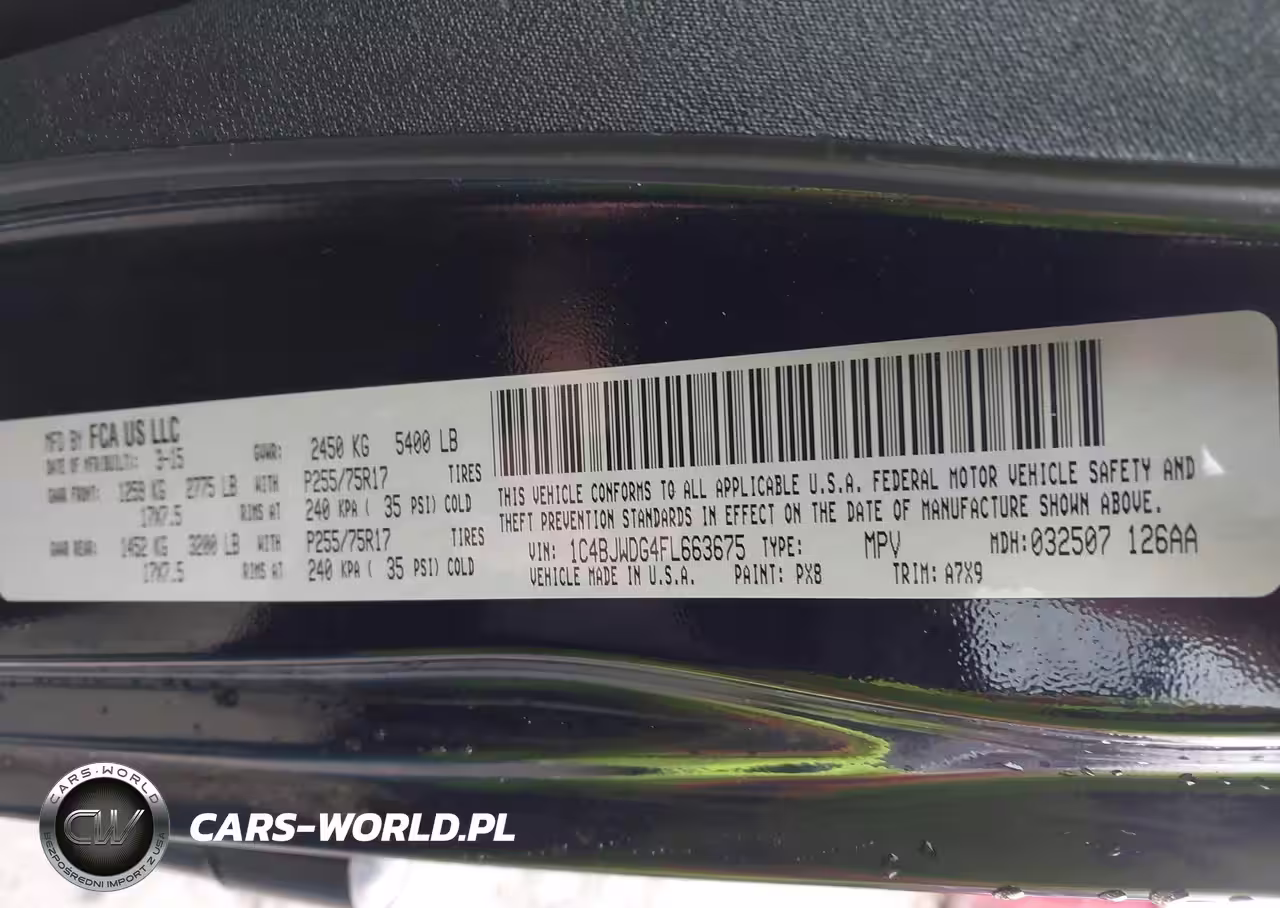 MFD BY FCA US LLC
DATE OF MFR(BUILT): 3-15 GVWR: 2450 KG 5400 LB
GAWR FRONT: 1259 KG 2775 LB WITH P255/75R17 TIRES
17X7.5 RIMS AT 240 KPA ( 35 PSI) COLD
GAWR REAR: 1452 KG 3200 LB WITH P255/75R17 TIRES
17X7.5 RIMS AT 240 KPA ( 35 PSI) COLD
THIS VEHICLE CONFORMS TO ALL APPLICABLE U.S.A. FEDERAL MOTOR VEHICLE SAFETY AND
THEFT PREVENTION STANDARDS IN EFFECT ON THE DATE OF MANUFACTURE SHOWN ABOVE.
VIN: 1C4BJWDG4FL663675 TYPE: MPV MDH:032507 126AA
VEHICLE MADE IN U.S.A. PAINT: PX8 TRIM: A7X9
CARS-WORLD
CW
BEZPOŚREDNI IMPORT Z USA
CARS-WORLD.PL